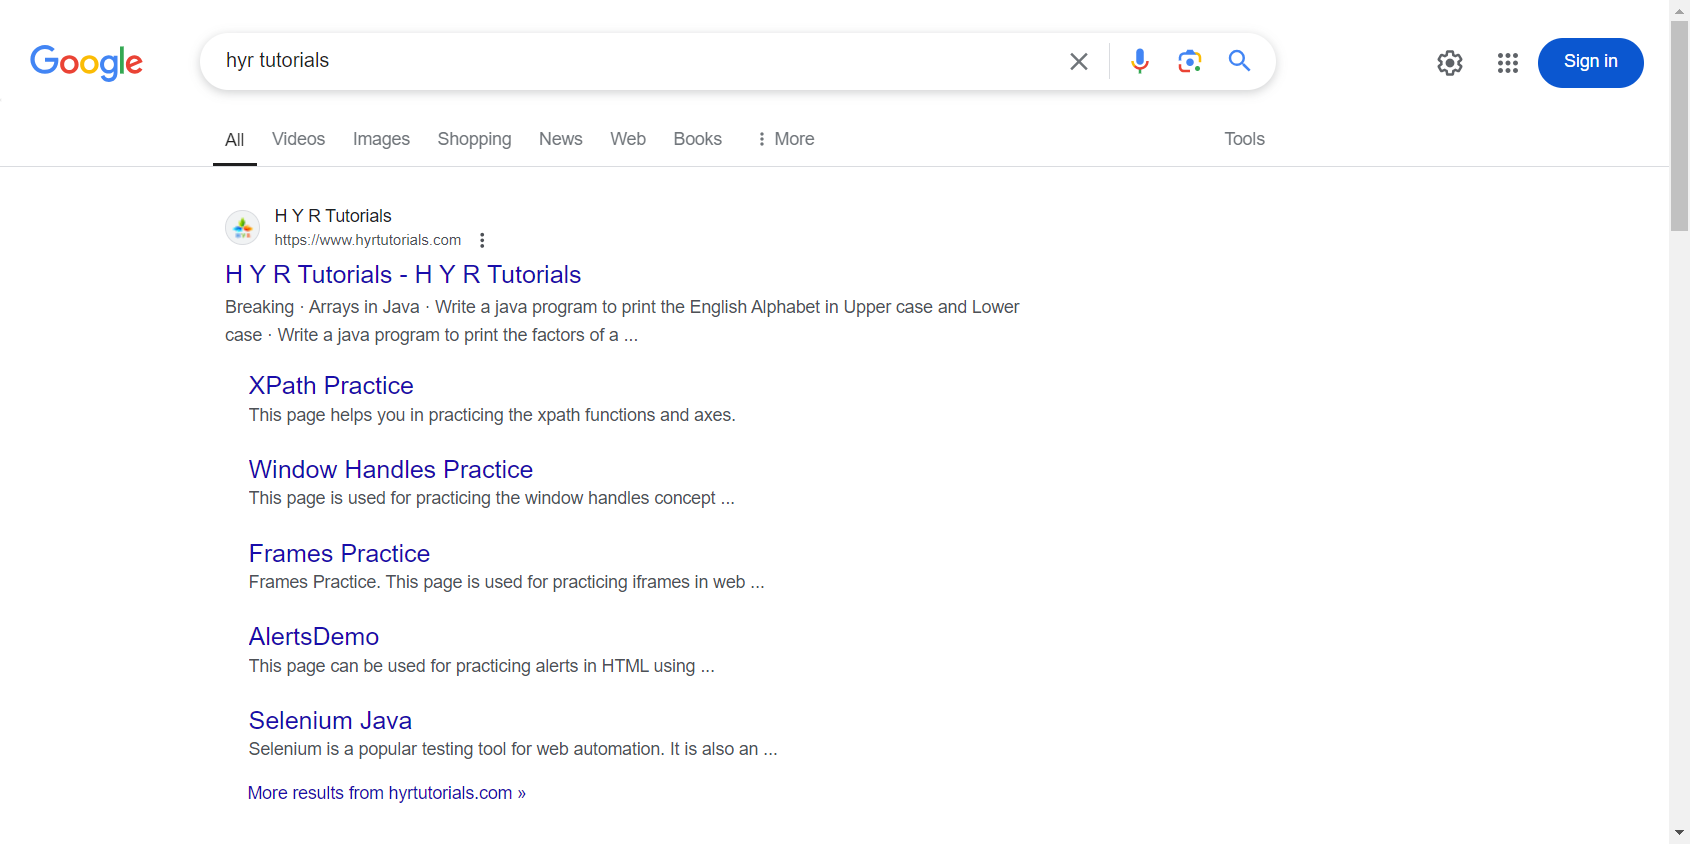 Google
hyr tutorials
Sign in
All Videos Images Shopping News Web Books More Tools
H Y R Tutorials
https://www.hyrtutorials.com
H Y R Tutorials - H Y R Tutorials
Breaking · Arrays in Java · Write a java program to print the English Alphabet in Upper case and Lower
case · Write a java program to print the factors of a ...
XPath Practice
This page helps you in practicing the xpath functions and axes.
Window Handles Practice
This page is used for practicing the window handles concept ...
Frames Practice
Frames Practice. This page is used for practicing iframes in web ...
AlertsDemo
This page can be used for practicing alerts in HTML using ...
Selenium Java
Selenium is a popular testing tool for web automation. It is also an ...
More results from hyrtutorials.com »